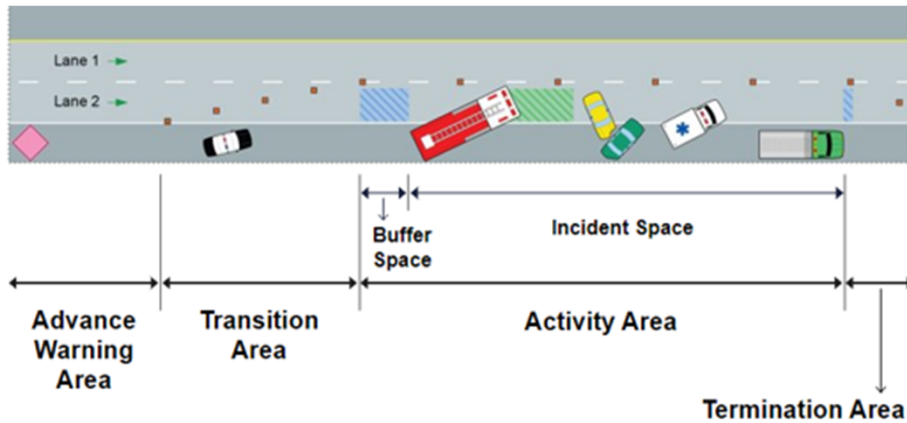 Lane 1
Lane 2
Buffer
Space
Incident Space
Advance
Warning
Area
Transition
Area
Activity Area
Termination Area